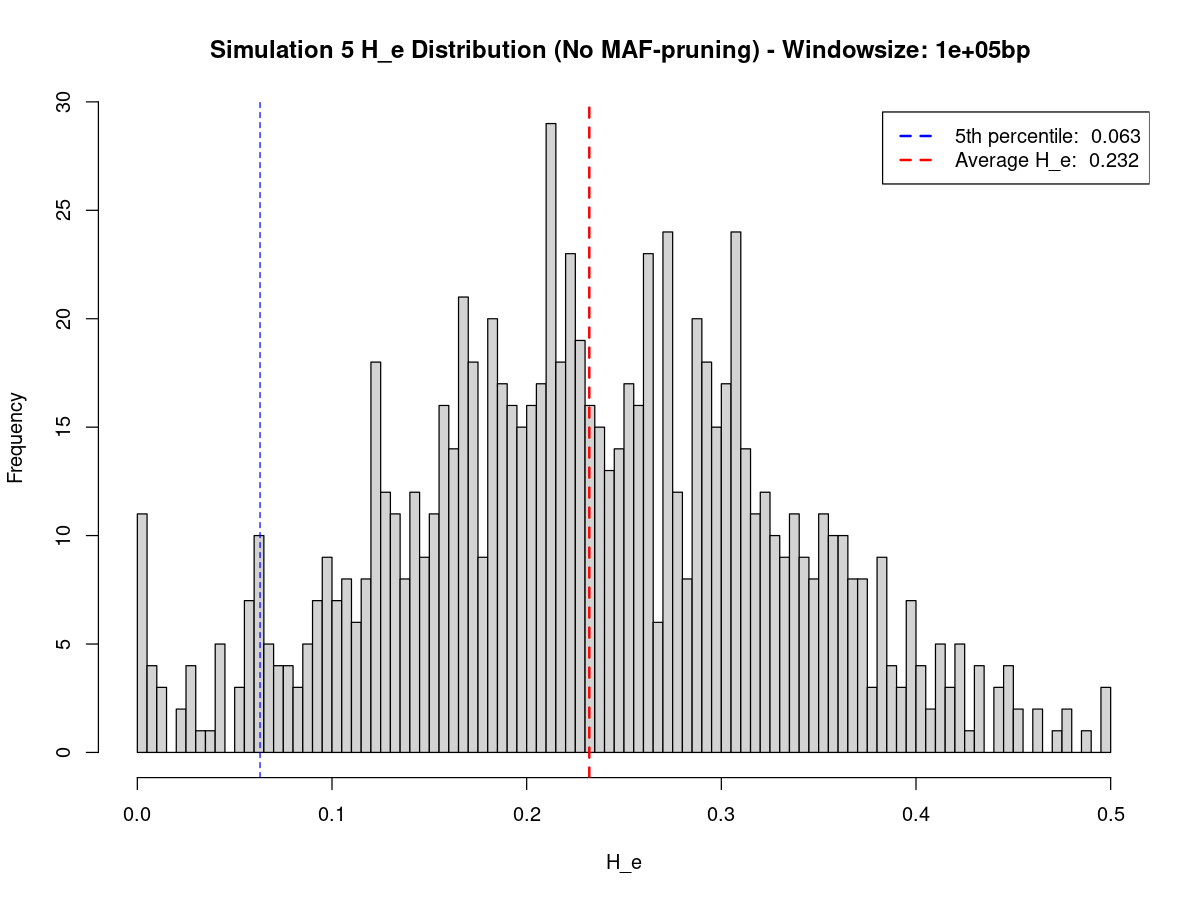 Simulation 5 H_e Distribution (No MAF-pruning) - Windowsize: 1e+05bp
5th percentile:  0.063
Average H_e:  0.232
30
25
20
15
10
5
0
Frequency
0.0 0.1 0.2 0.3 0.4 0.5
H_e